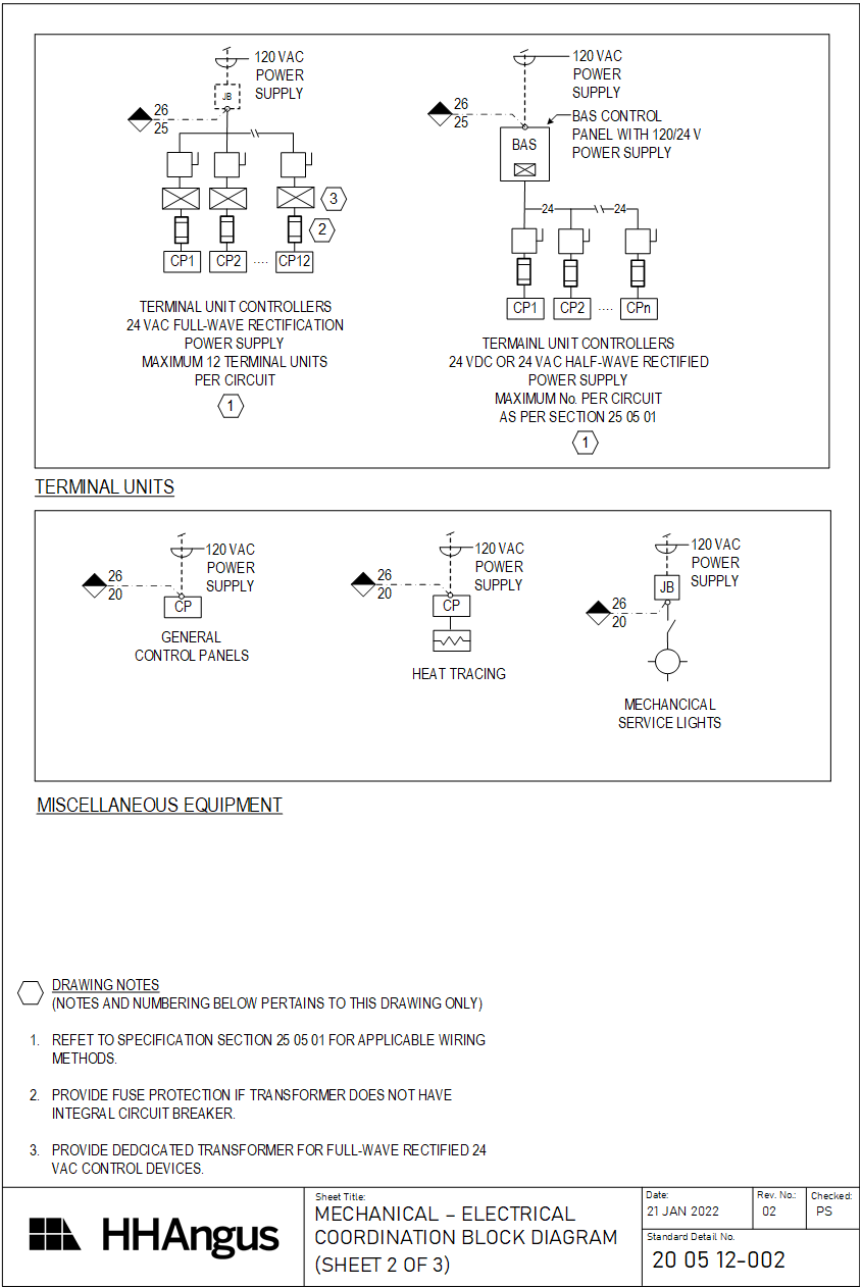 120 VAC
POWER
SUPPLY
JB
26
25
3
2
CP1
CP2
....
CP12
TERMINAL UNIT CONTROLLERS
24 VAC FULL-WAVE RECTIFICATION
POWER SUPPLY
MAXIMUM 12 TERMINAL UNITS
PER CIRCUIT
1
120 VAC
POWER
SUPPLY
26
25
BAS CONTROL
PANEL WITH 120/24 V
POWER SUPPLY
BAS
24
24
CP1
CP2
....
CPn
TERMAINL UNIT CONTROLLERS
24 VDC OR 24 VAC HALF-WAVE RECTIFIED
POWER SUPPLY
MAXIMUM No. PER CIRCUIT
AS PER SECTION 25 05 01
1
TERMINAL UNITS
120 VAC
POWER
SUPPLY
26
20
CP
GENERAL
CONTROL PANELS
120 VAC
POWER
SUPPLY
26
20
CP
HEAT TRACING
120 VAC
POWER
SUPPLY
JB
26
20
MECHANCICAL
SERVICE LIGHTS
MISCELLANEOUS EQUIPMENT
DRAWING NOTES
(NOTES AND NUMBERING BELOW PERTAINS TO THIS DRAWING ONLY)
1. REFET TO SPECIFICATION SECTION 25 05 01 FOR APPLICABLE WIRING
METHODS.
2. PROVIDE FUSE PROTECTION IF TRANSFORMER DOES NOT HAVE
INTEGRAL CIRCUIT BREAKER.
3. PROVIDE DEDCICATED TRANSFORMER FOR FULL-WAVE RECTIFIED 24
VAC CONTROL DEVICES.
HHAngus
Sheet Title:
MECHANICAL – ELECTRICAL
COORDINATION BLOCK DIAGRAM
(SHEET 2 OF 3)
Date:
21 JAN 2022
Rev. No.:
02
Checked:
PS
Standard Detail No.
20 05 12-002